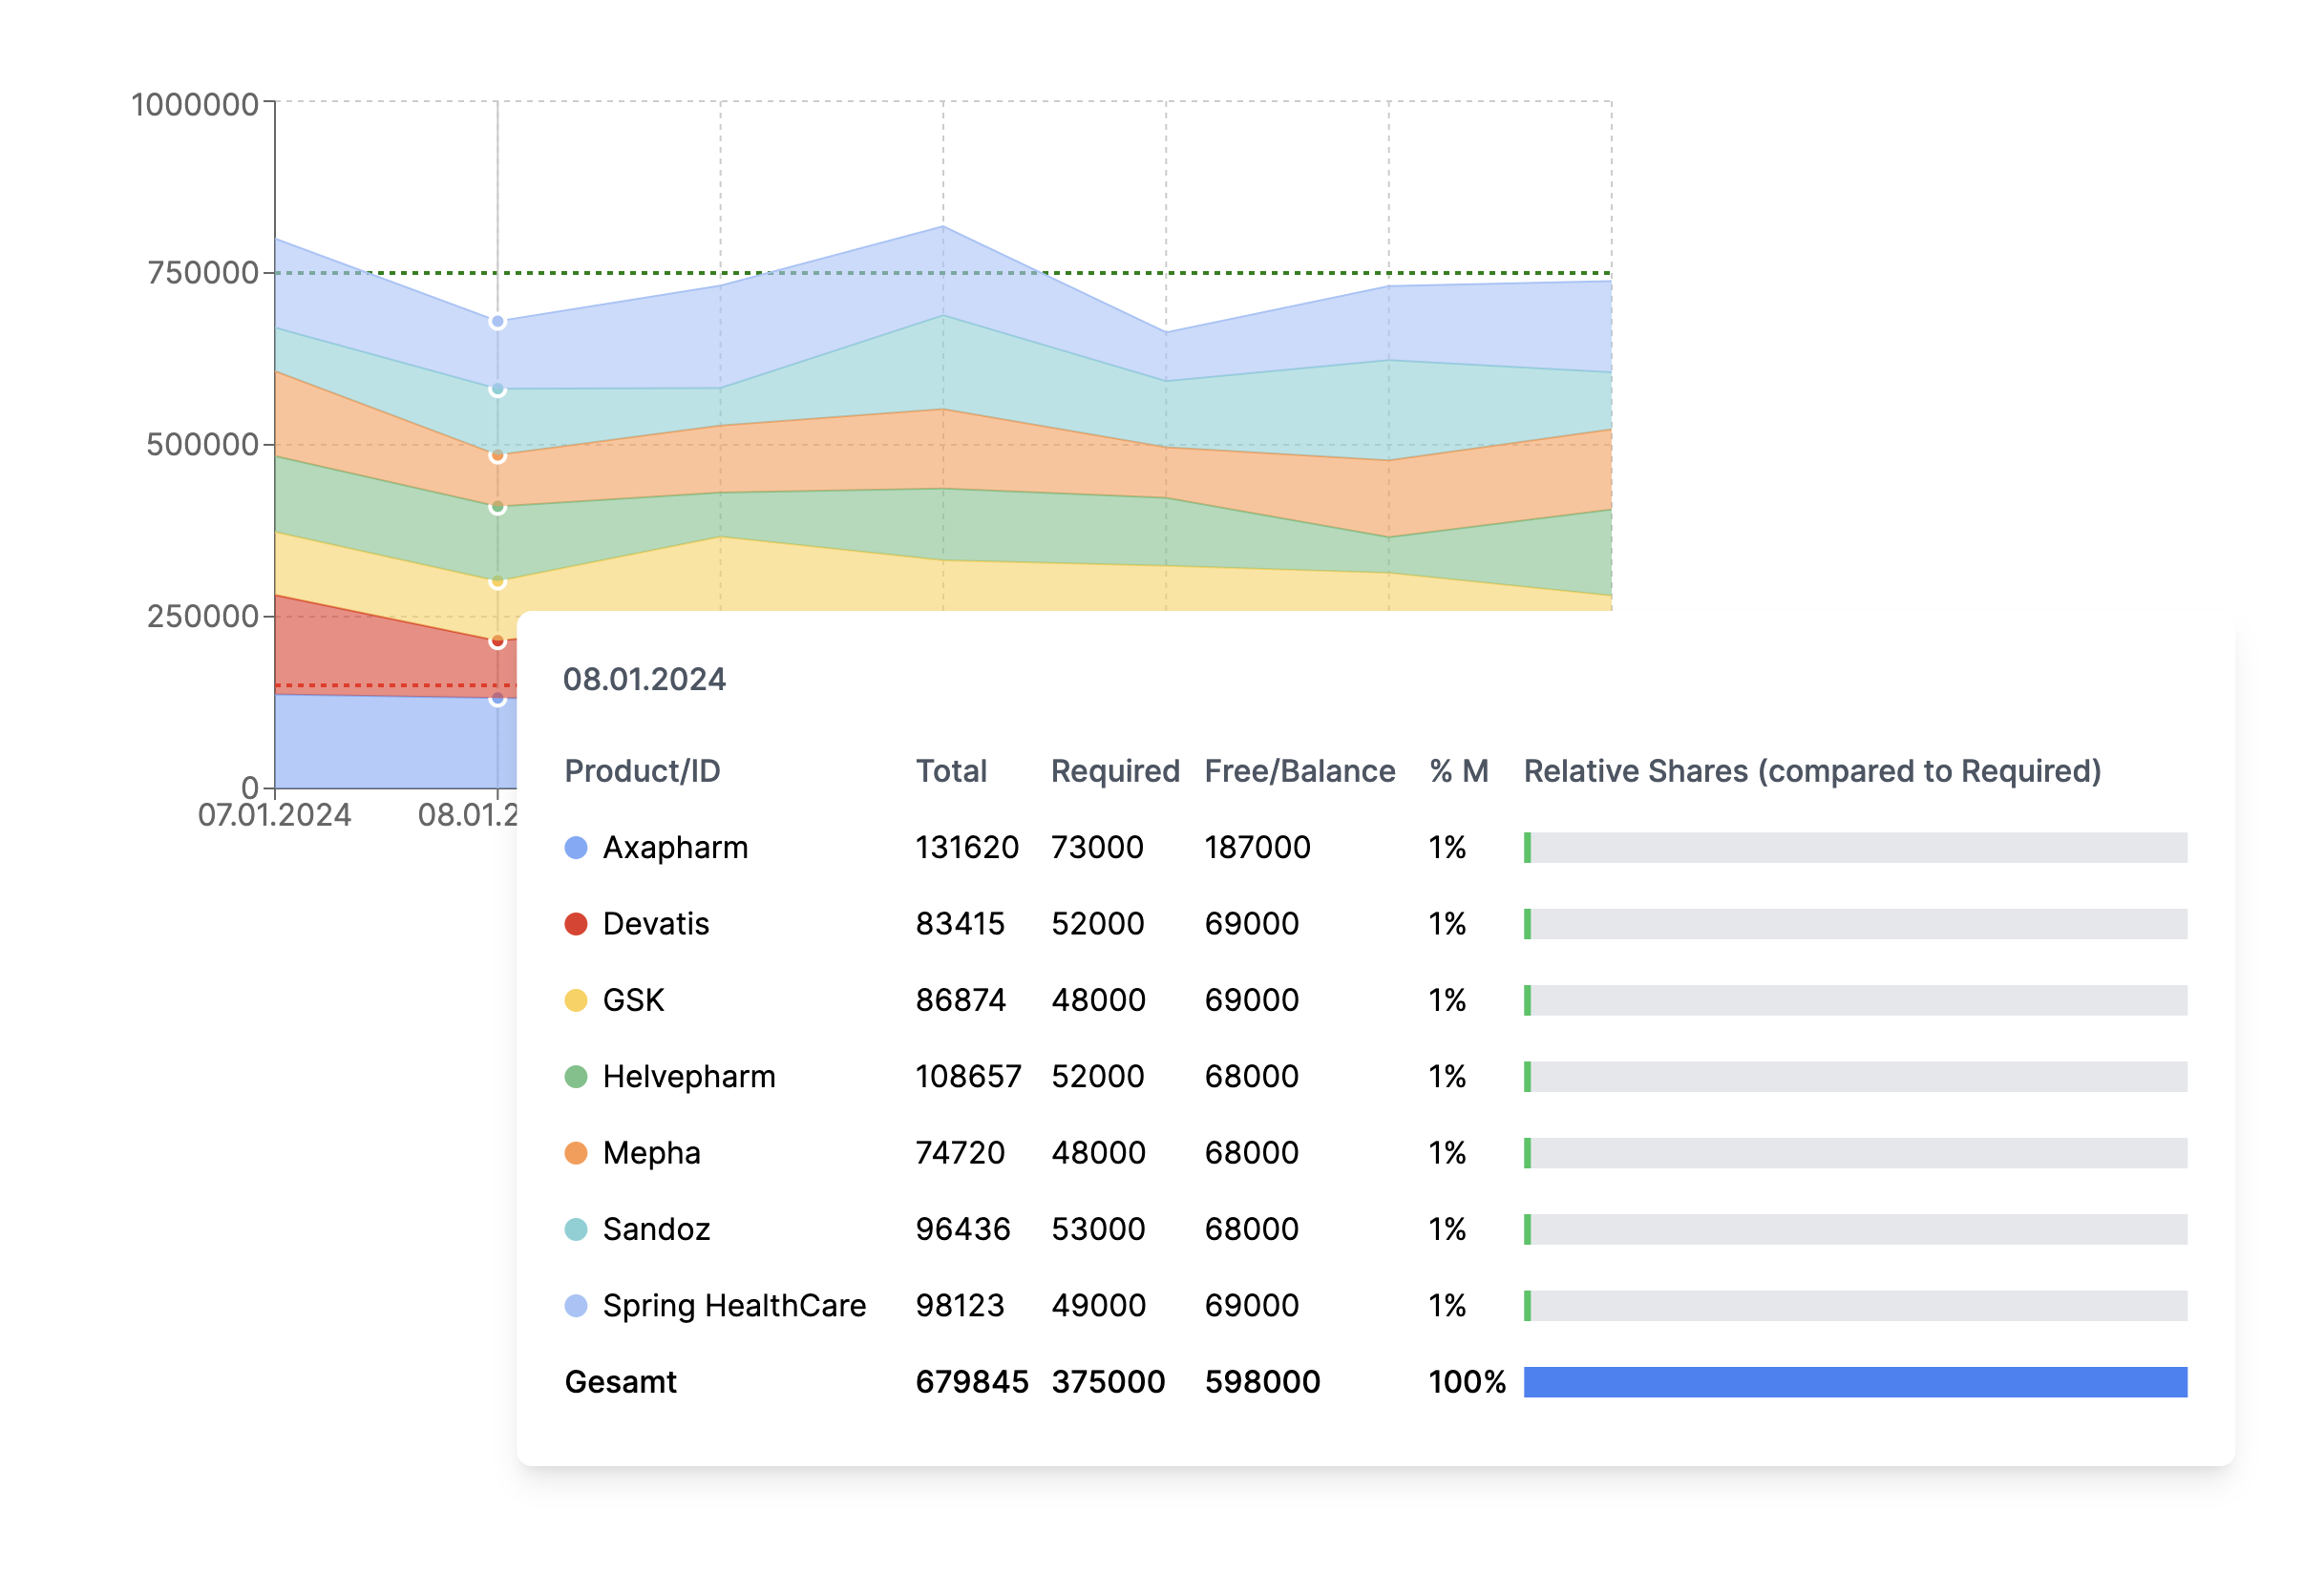 1000000
750000
500000
250000
0
07.01.2024 08.01.2
08.01.2024
Product/ID Total Required Free/Balance % M Relative Shares (compared to Required)
Axapharm 131620 73000 187000 1%
Devatis 83415 52000 69000 1%
GSK 86874 48000 69000 1%
Helvepharm 108657 52000 68000 1%
Mepha 74720 48000 68000 1%
Sandoz 96436 53000 68000 1%
Spring HealthCare 98123 49000 69000 1%
Gesamt 679845 375000 598000 100%